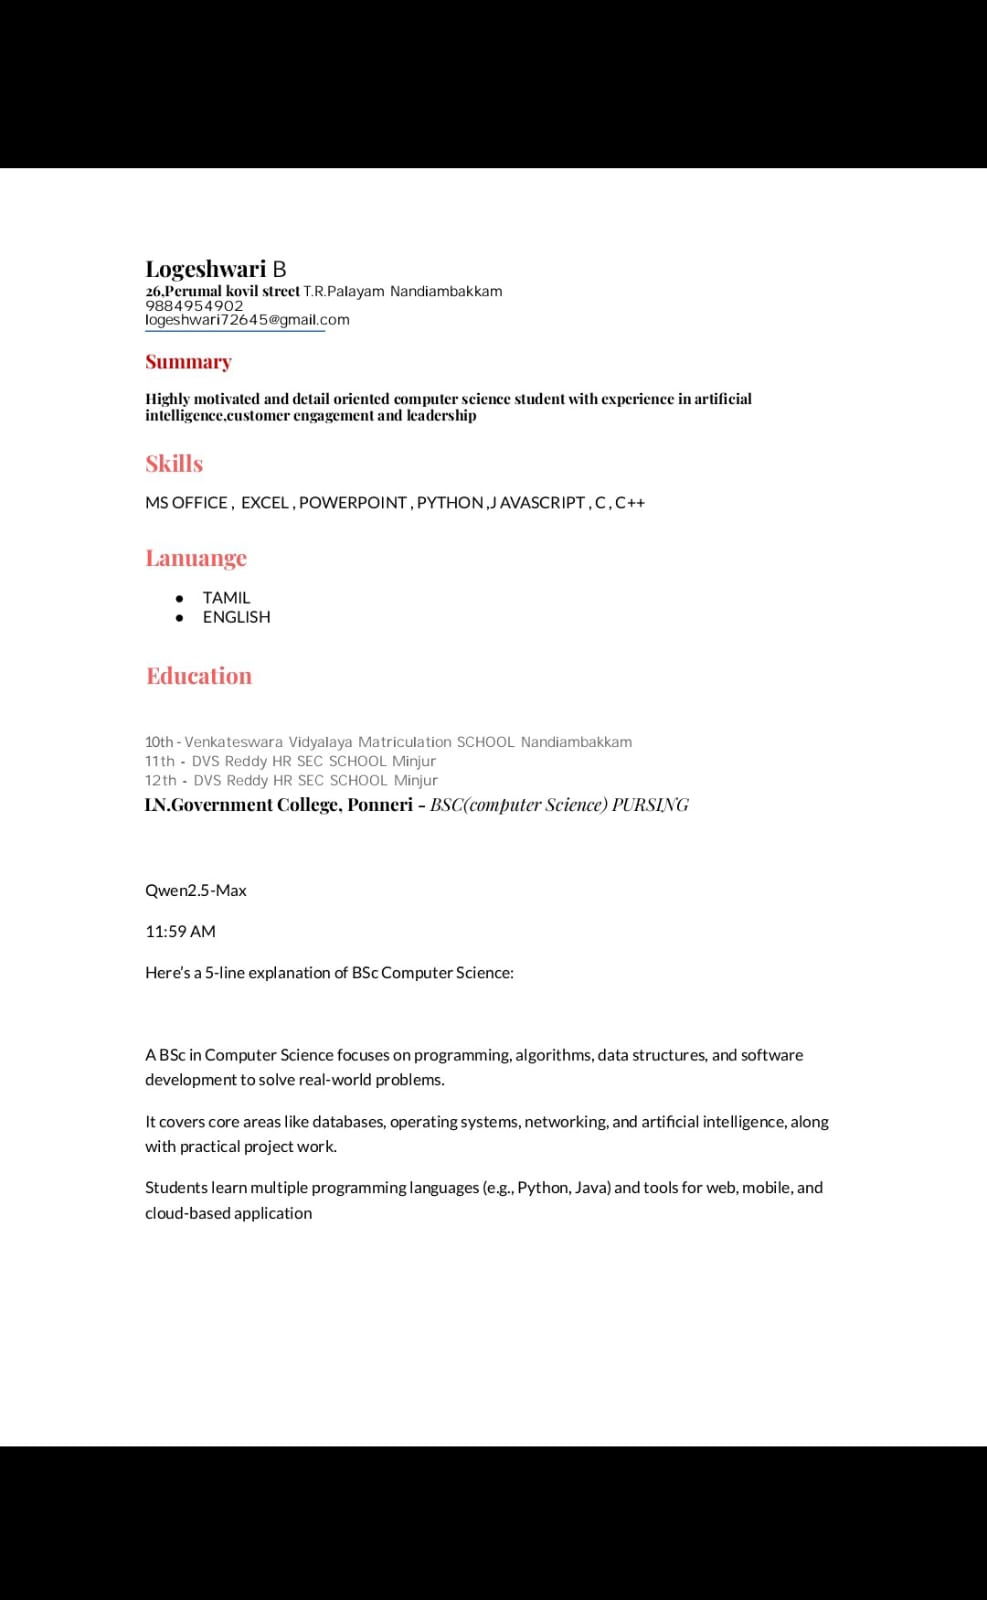 Logeshwari B
26,Perumal kovil street T.R.Palayam Nandiambakkam
9884954902
logeshwari72645@gmail.com
Summary
Highly motivated and detail oriented computer science student with experience in artificial
intelligence,customer engagement and leadership
Skills
MS OFFICE , EXCEL , POWERPOINT , PYTHON ,J AVASCRIPT , C , C++
Lanuange
● TAMIL
● ENGLISH
Education
10th - Venkateswara Vidyalaya Matriculation SCHOOL Nandiambakkam
11th - DVS Reddy HR SEC SCHOOL Minjur
12th - DVS Reddy HR SEC SCHOOL Minjur
I.N.Government College, Ponneri - BSC(computer Science) PURSING
Qwen2.5-Max
11:59 AM
Here's a 5-line explanation of BSc Computer Science:
A BSc in Computer Science focuses on programming, algorithms, data structures, and software
development to solve real-world problems.
It covers core areas like databases, operating systems, networking, and artificial intelligence, along
with practical project work.
Students learn multiple programming languages (e.g., Python, Java) and tools for web, mobile, and
cloud-based application